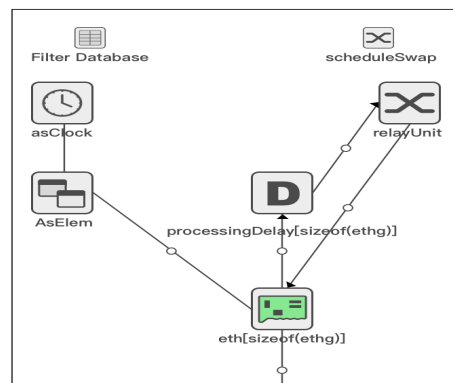 Filter Database
scheduleSwap
asClock
relayUnit
D
AsElem
processingDelay[sizeof(ethg)]
eth[sizeof(ethg)]